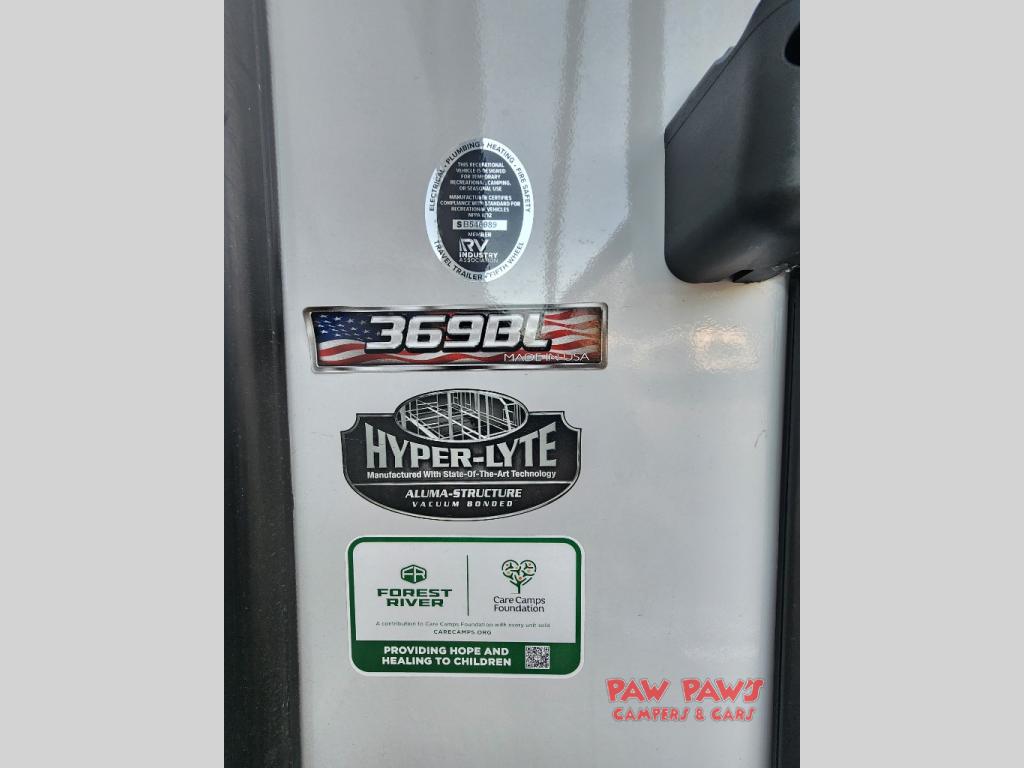 ELECTRICAL • PLUMBING • HEATING • FIRE SAFETY
THIS RECREATIONAL
VEHICLE IS DESIGNED
FOR TEMPORARY
RECREATIONAL, CAMPING,
OR SEASONAL USE
MANUFACTURER CERTIFIES
COMPLIANCE WITH STANDARD FOR
RECREATIONAL VEHICLES
NFPA 1192
MEMBER
RV
INDUSTRY
ASSOCIATION
TRAVEL TRAILER • FIFTH WHEEL
369BL
MADE IN USA
HYPER-LYTE
Manufactured With State-Of-The-Art Technology
ALUMA-STRUCTURE
VACUUM BONDED
FR
FOREST
RIVER
Care Camps
Foundation
A contribution to Care Camps Foundation with every unit sold
CARECAMPS.ORG
PROVIDING HOPE AND
HEALING TO CHILDREN
PAW PAW'S
CAMPERS & CARS